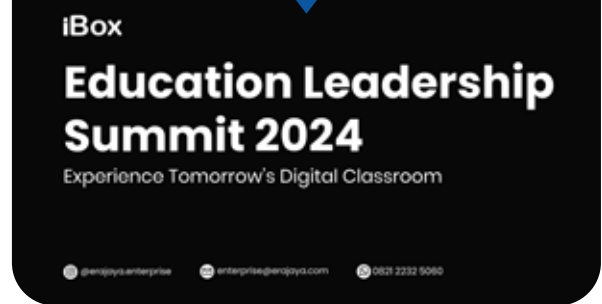 iBox
Education Leadership
Summit 2024
Experience Tomorrow's Digital Classroom
@erajaya.enterprise enterprise@erajaya.com 0821 2232 5060